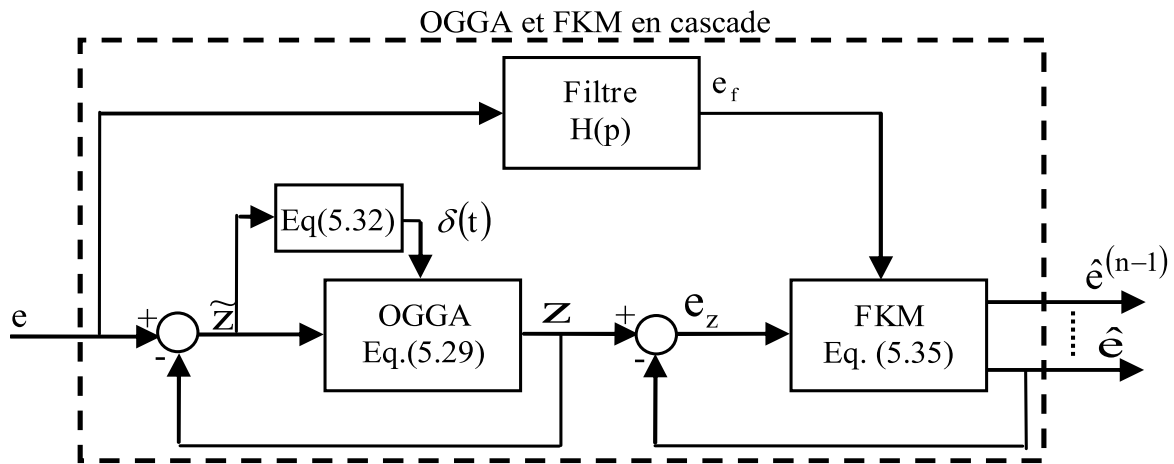 OGGA et FKM en cascade
Filtre
H(p)
e_f
Eq(5.32)
δ(t)
e
+
-
z̃
OGGA
Eq.(5.29)
z
+
-
e_z
FKM
Eq. (5.35)
ê^(n−1)
ê